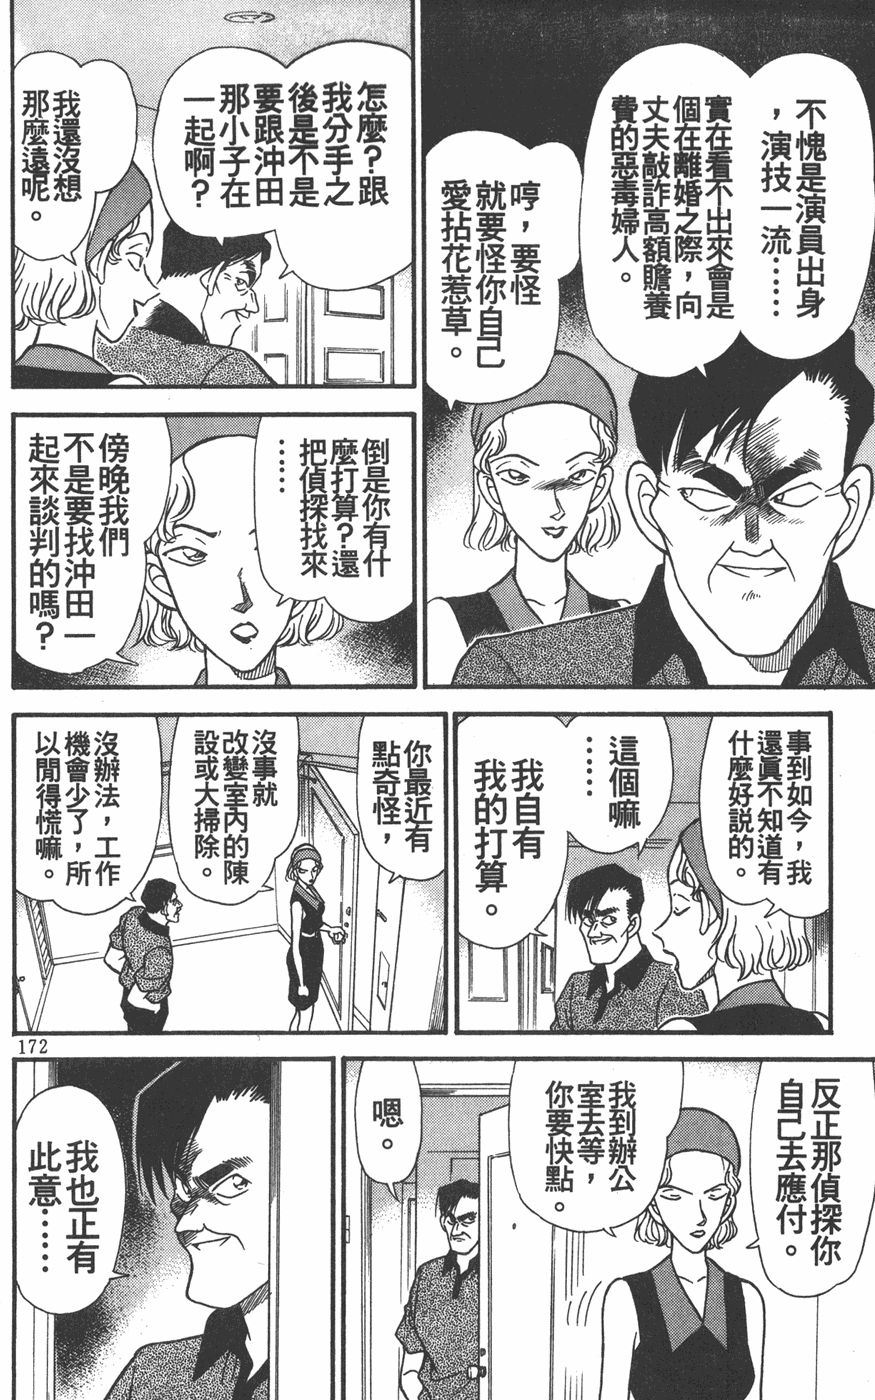 不愧是演員出身
，演技一流……
實在看不出來會是
個在離婚之際，向
丈夫敲詐高額贍養
費的惡毒婦人。
哼，要怪
就要怪你自己
愛拈花惹草。
怎麼？跟
我分手之
後是不是
要跟沖田
那小子在
一起啊？
我還沒想
那麼遠呢。
倒是你有什
麼打算？還
把偵探找來
……
傍晚我們
不是要找沖田一
起來談判的嗎？
事到如今，我
還真不知道有
什麼好説的。
這個嘛
……
我自有
我的打算。
你最近有
點奇怪，
沒事就
改變室內的陳
設或大掃除。
沒辦法，工作
機會少了，所
以閒得慌嘛。
172
反正那偵探你
自己去應付。
我到辦公
室去等，
你要快點。
嗯。
我也正有
此意……